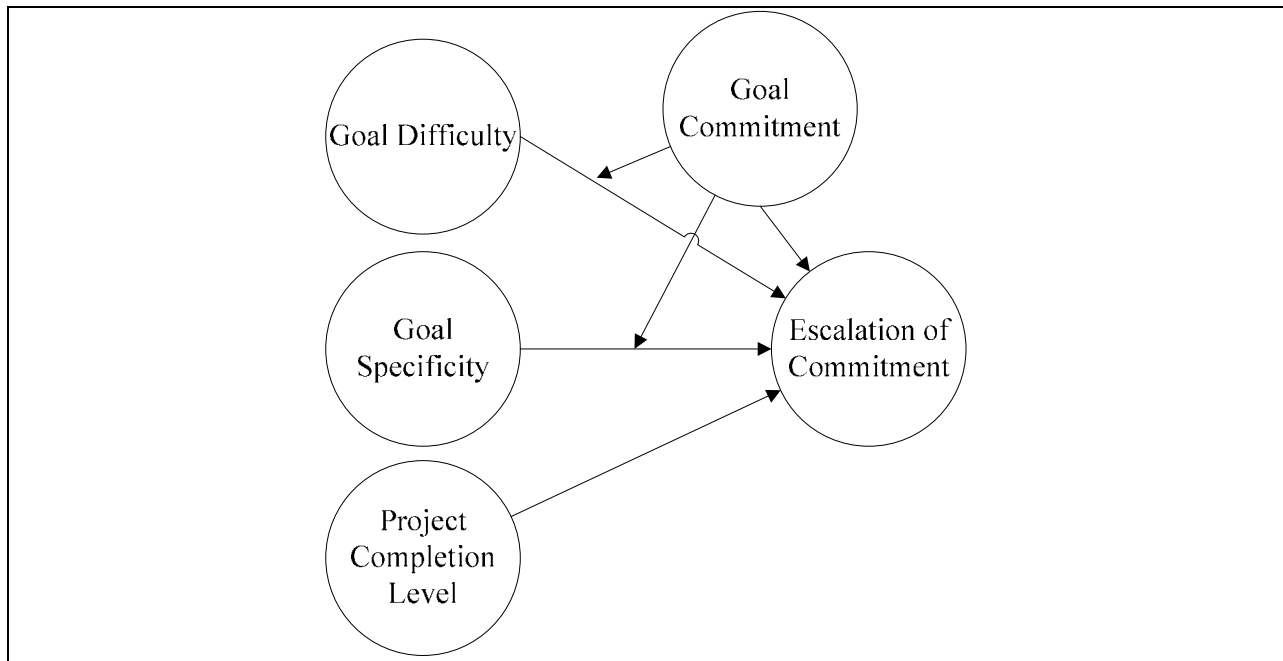 Goal Difficulty
Goal
Commitment
Goal
Specificity
Escalation of
Commitment
Project
Completion
Level